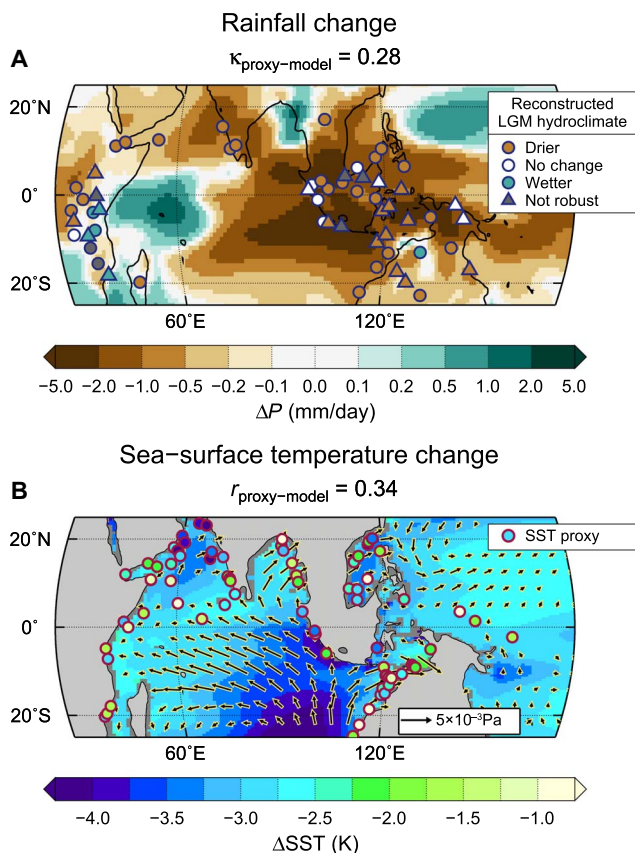 Rainfall change
A
κproxy−model = 0.28
20°N
0°
20°S
60°E
120°E
Reconstructed
LGM hydroclimate
Drier
No change
Wetter
Not robust
−5.0 −2.0 −1.0 −0.5 −0.2 −0.1 0.0 0.1 0.2 0.5 1.0 2.0 5.0
ΔP (mm/day)
Sea−surface temperature change
B
rproxy−model = 0.34
20°N
SST proxy
0°
20°S
5×10−3Pa
60°E
120°E
−4.0 −3.5 −3.0 −2.5 −2.0 −1.5 −1.0
ΔSST (K)